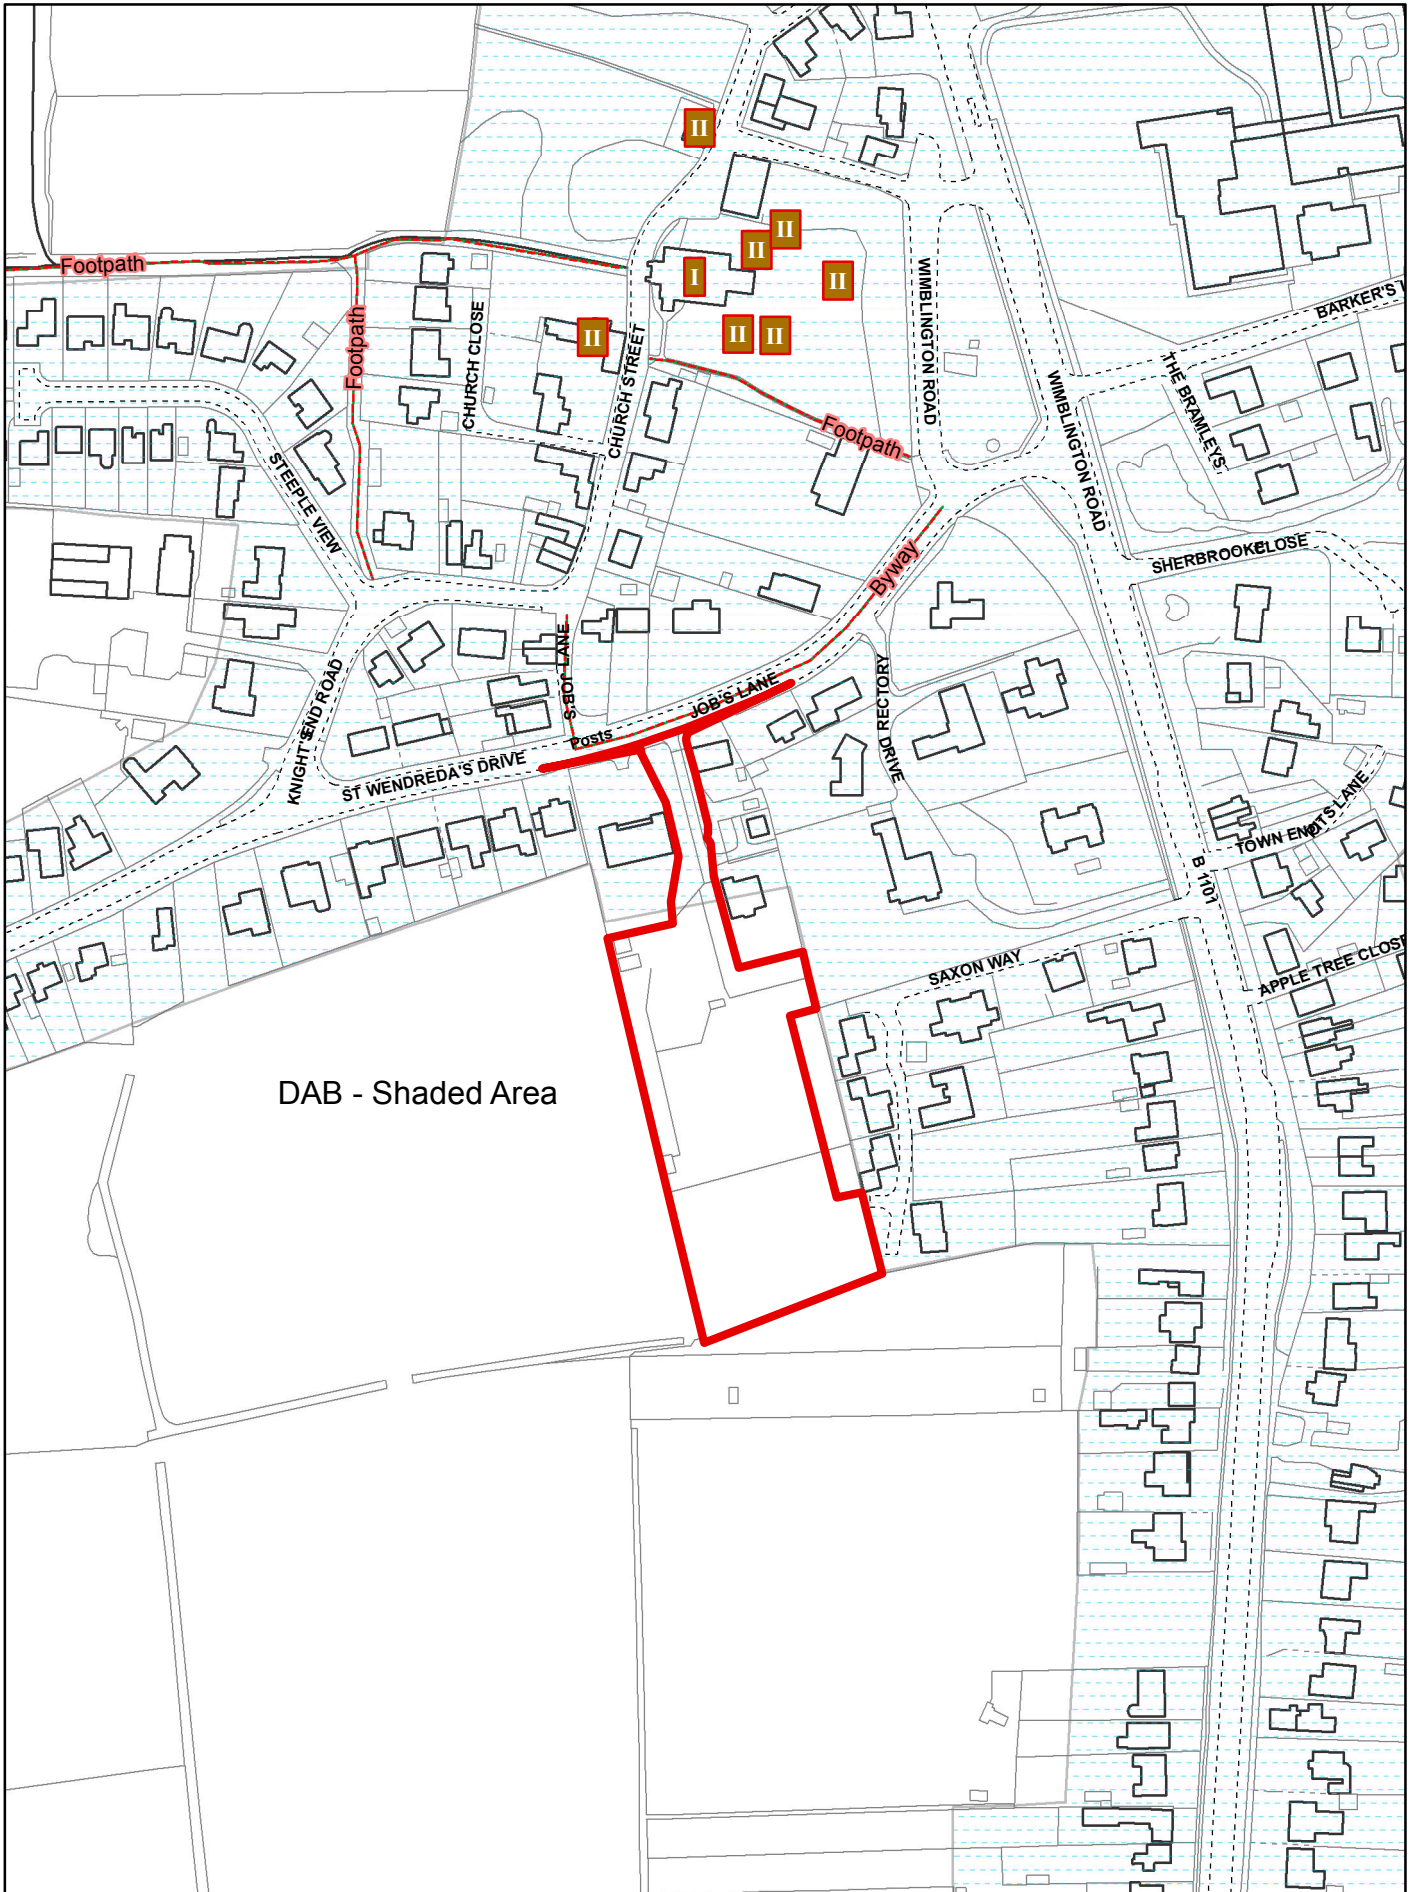 II
II
II
I
II
II
II
II
Footpath
Footpath
Footpath
CHURCH CLOSE
CHURCH STREET
WIMBLINGTON ROAD
WIMBLINGTON ROAD
BARKER'S
THE BRAMLEYS
STEEPLE VIEW
Byway
SHERBROOKE CLOSE
JOB'S LANE
JOB'S LANE
Posts
KNIGHT'S END ROAD
ST WENDREDA'S DRIVE
RECTORY
DRIVE
TOWN END
PITS LANE
B 1101
SAXON WAY
APPLE TREE CLOSE
DAB - Shaded Area